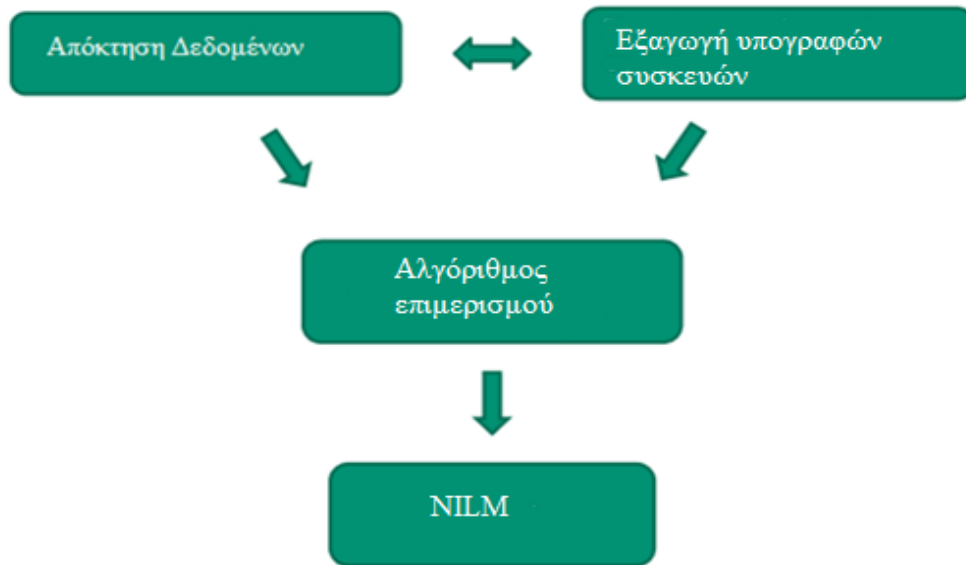 Απόκτηση Δεδομένων
Εξαγωγή υπογραφών
συσκευών
Αλγόριθμος
επιμερισμού
NILM